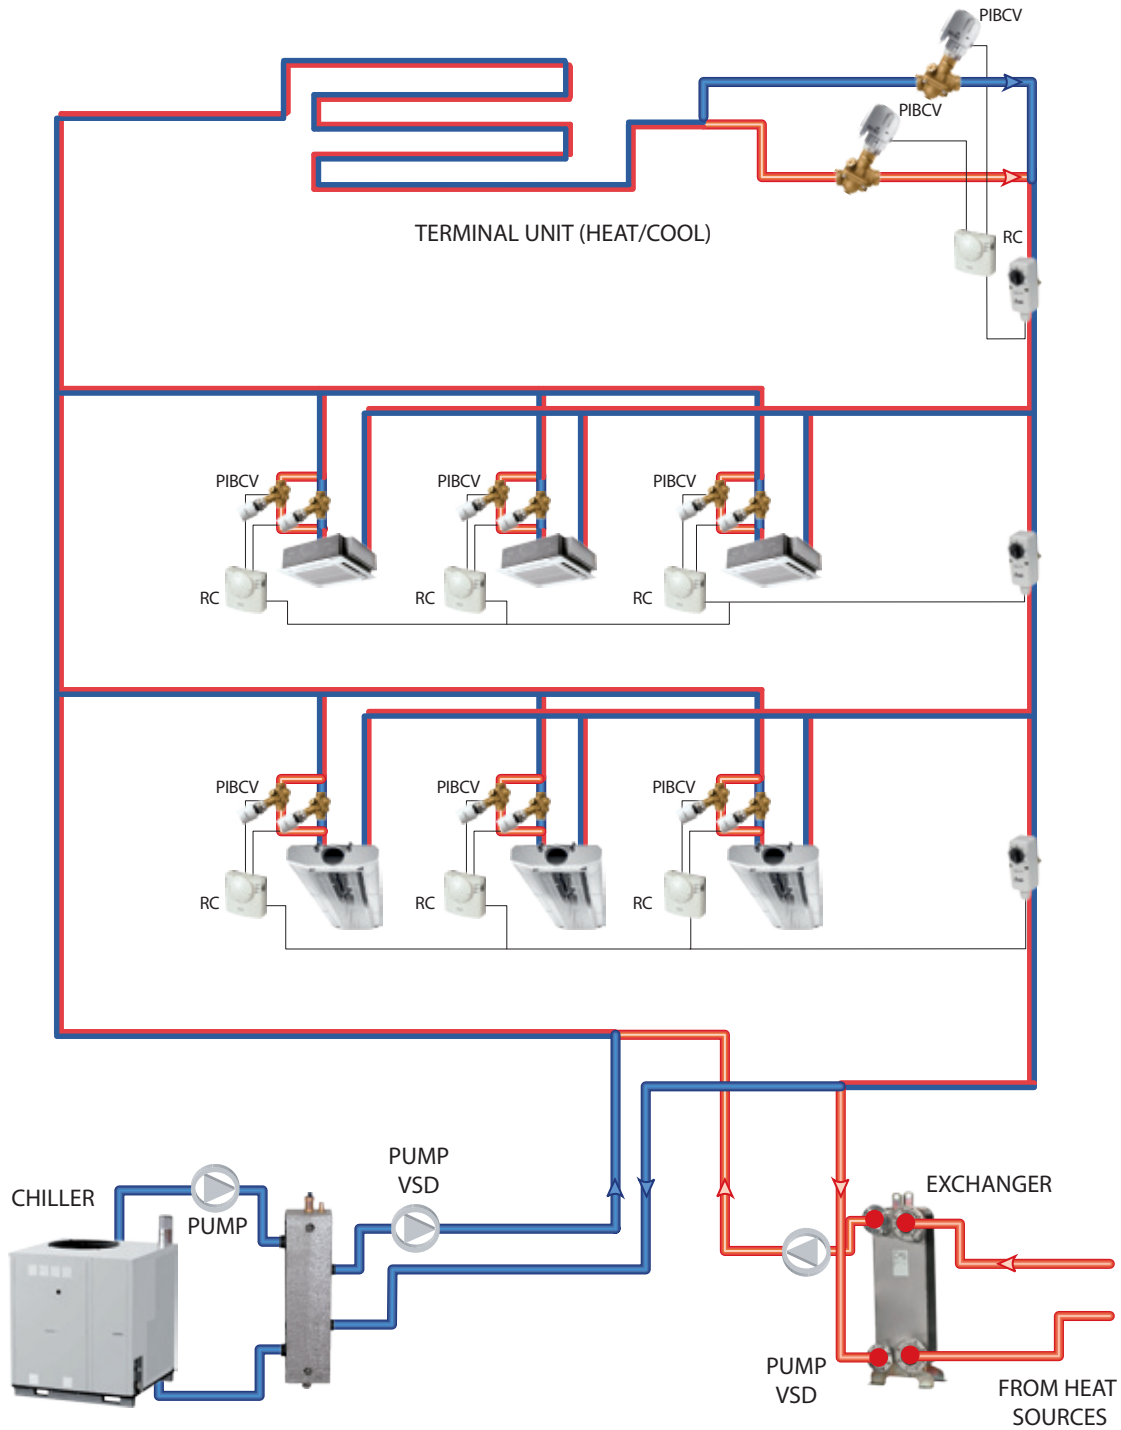 PIBCV
PIBCV
TERMINAL UNIT (HEAT/COOL)
RC
PIBCV
PIBCV
PIBCV
RC
RC
RC
PIBCV
PIBCV
PIBCV
RC
RC
RC
PUMP
VSD
CHILLER
PUMP
EXCHANGER
PUMP
VSD
FROM HEAT
SOURCES